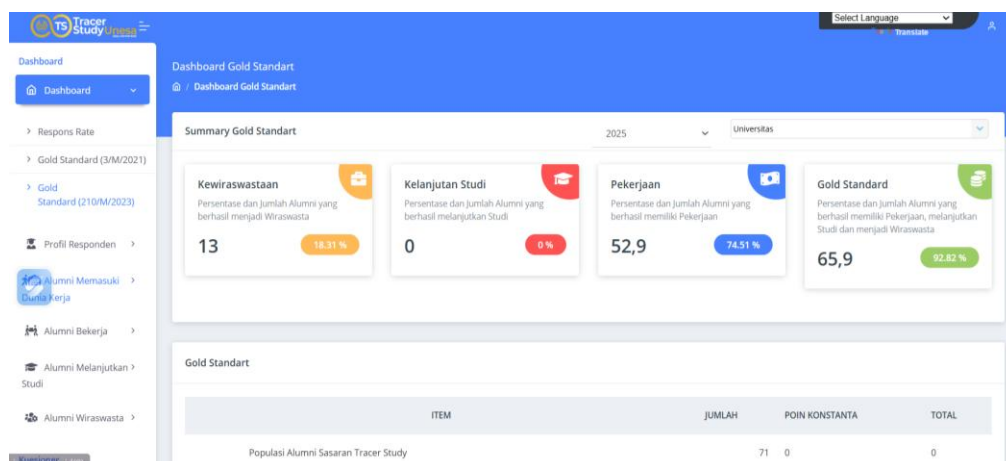 TS Tracer
Study Unesa
Select Language
Translate
Dashboard
Dashboard
Respons Rate
Gold Standard (3/M/2021)
Gold
Standard (210/M/2023)
Profil Responden
Alumni Memasuki
Dunia Kerja
Alumni Bekerja
Alumni Melanjutkan
Studi
Alumni Wiraswasta
Dashboard Gold Standart
/ Dashboard Gold Standart
Summary Gold Standart
2025
Universitas
Kewiraswastaan
Persentase dan Jumlah Alumni yang
berhasil menjadi Wiraswasta
13
18.31 %
Kelanjutan Studi
Persentase dan Jumlah Alumni yang
berhasil melanjutkan Studi
0
0 %
Pekerjaan
Persentase dan Jumlah Alumni yang
berhasil memiliki Pekerjaan
52,9
74.51 %
Gold Standard
Persentase dan Jumlah Alumni yang
berhasil memiliki Pekerjaan, melanjutkan
Studi dan menjadi Wiraswasta
65,9
92.82 %
Gold Standart
ITEM JUMLAH POIN KONSTANTA TOTAL
Populasi Alumni Sasaran Tracer Study 71 0 0